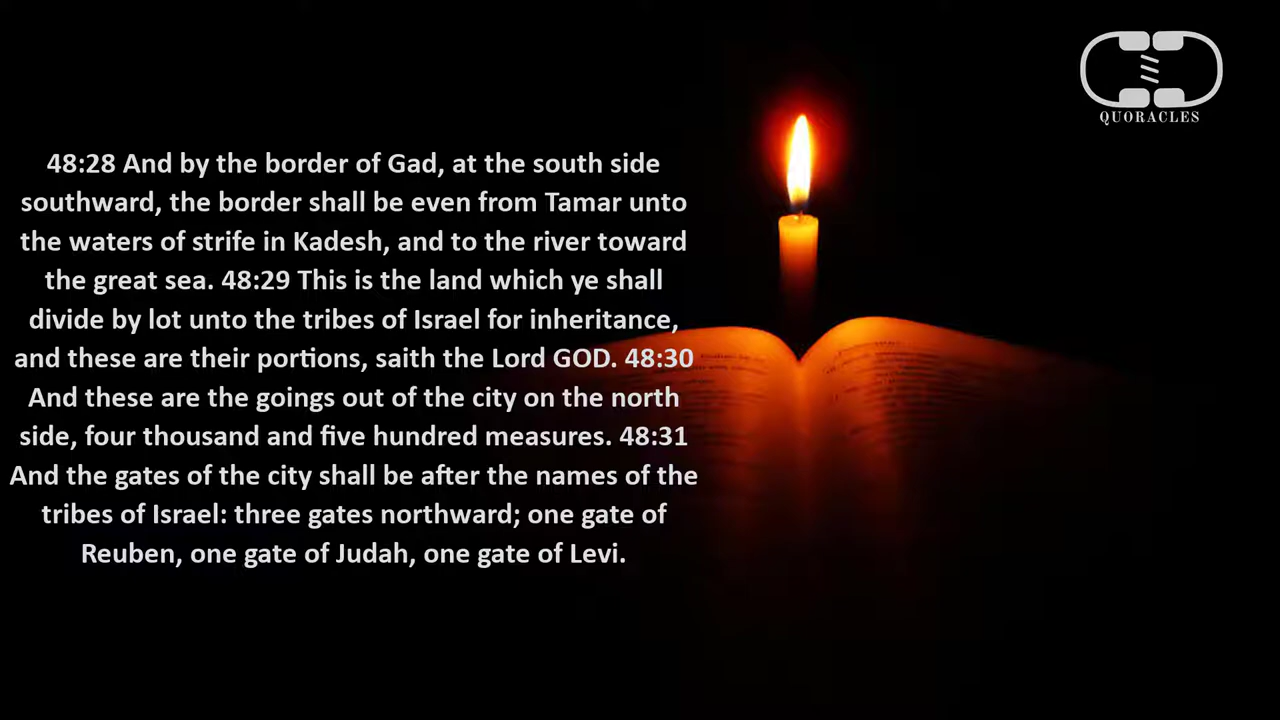 QUORACLES
48:28 And by the border of Gad, at the south side
southward, the border shall be even from Tamar unto
the waters of strife in Kadesh, and to the river toward
the great sea. 48:29 This is the land which ye shall
divide by lot unto the tribes of Israel for inheritance,
and these are their portions, saith the Lord GOD. 48:30
And these are the goings out of the city on the north
side, four thousand and five hundred measures. 48:31
And the gates of the city shall be after the names of the
tribes of Israel: three gates northward; one gate of
Reuben, one gate of Judah, one gate of Levi.